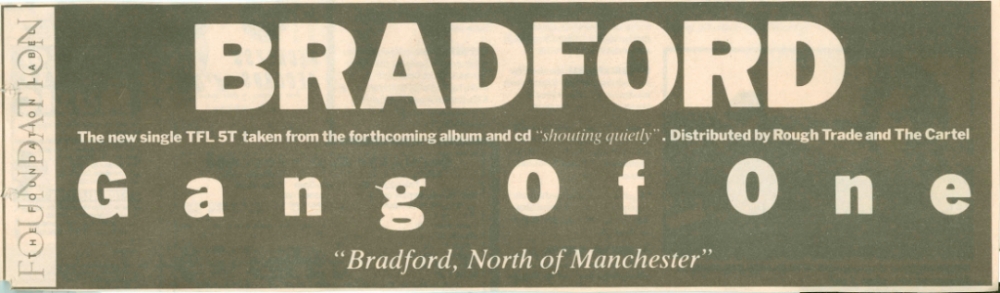 FOUNDATION
THE FOUNDATION LABEL
BRADFORD
The new single TFL 5T taken from the forthcoming album and cd "shouting quietly". Distributed by Rough Trade and The Cartel
Gang Of One
"Bradford, North of Manchester"